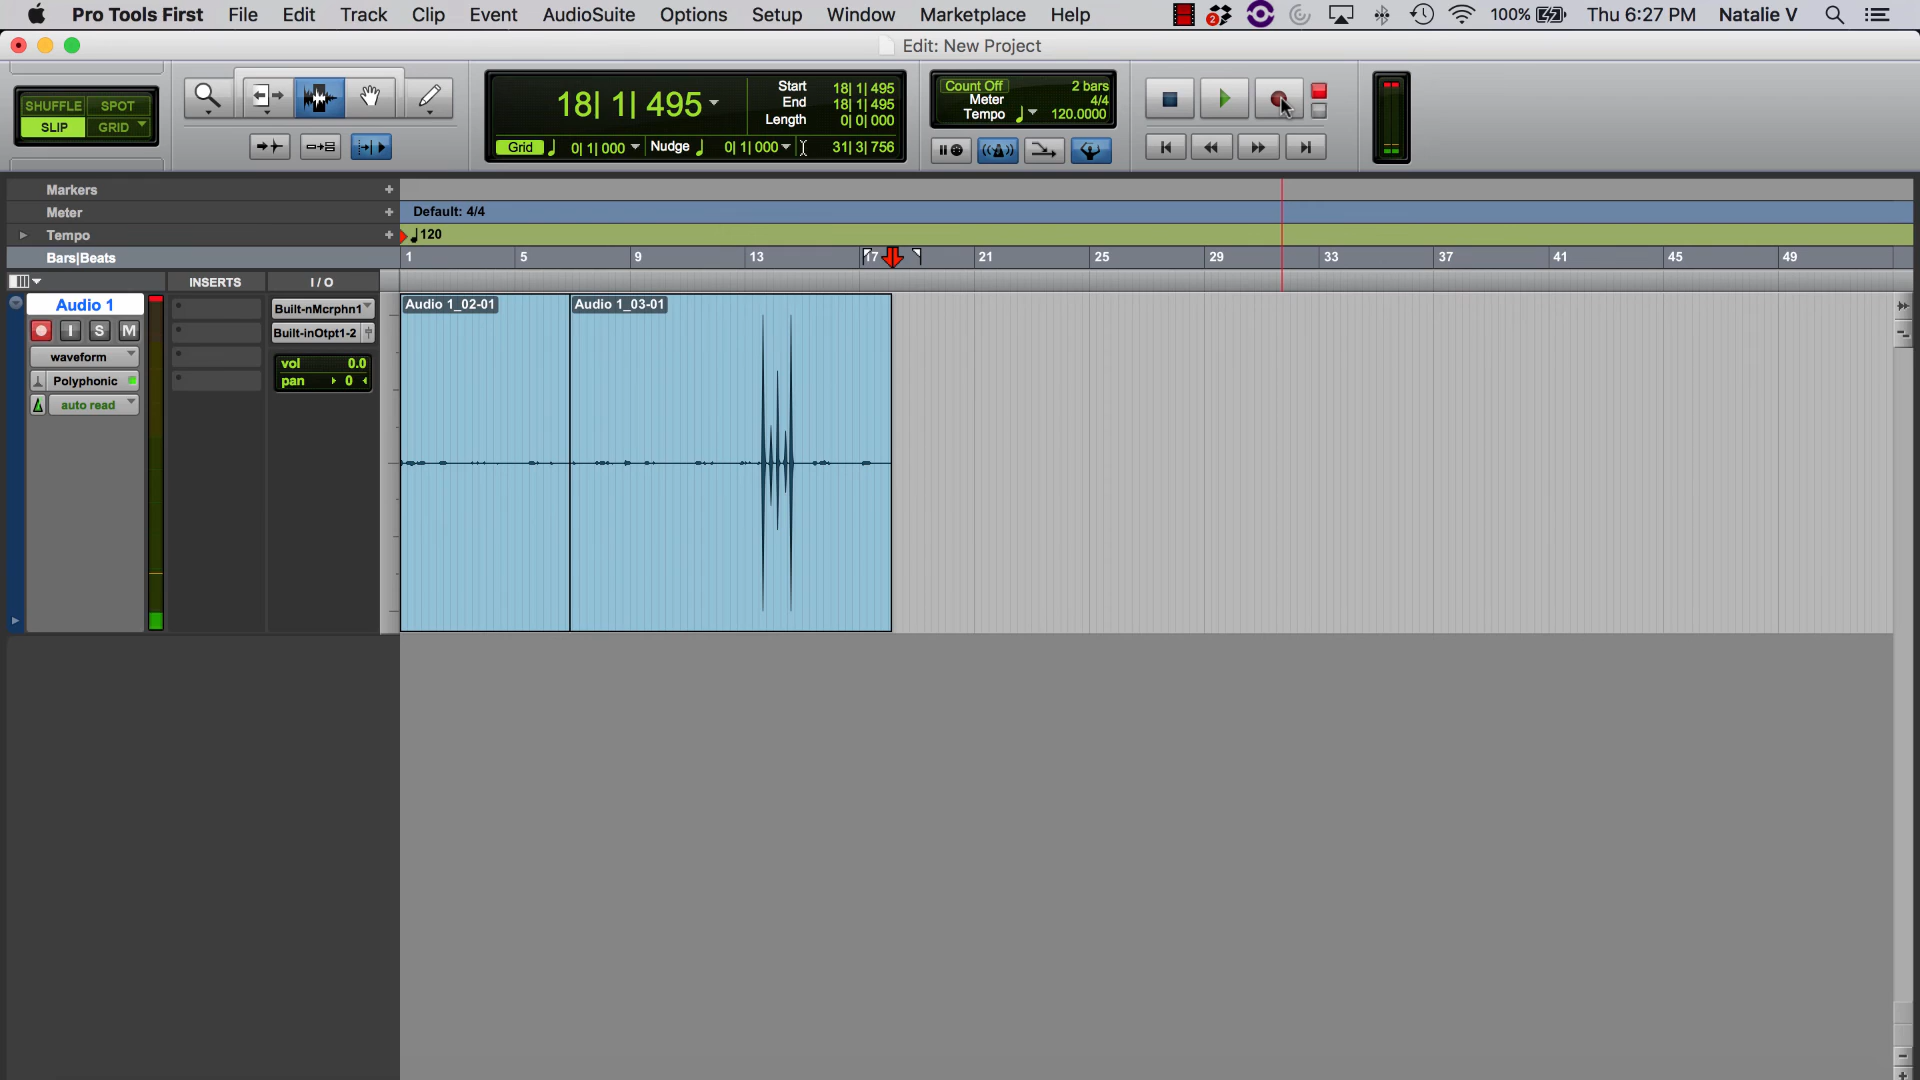 Pro Tools First File Edit Track Clip Event AudioSuite Options Setup Window Marketplace Help 2 100% Thu 6:27 PM Natalie V
Edit: New Project
SHUFFLE SPOT
SLIP GRID
18| 1| 495
Start 18| 1| 495
End 18| 1| 495
Length 0| 0| 000
Grid 0| 1| 000 Nudge 0| 1| 000 31| 3| 756
Count Off 2 bars
Meter 4/4
Tempo 120.0000
Markers
Meter Default: 4/4
Tempo 120
Bars|Beats 1 5 9 13 17 21 25 29 33 37 41 45 49
INSERTS I / O
Audio 1 Built-nMcrphn1 Audio 1_02-01 Audio 1_03-01
I S M Built-inOtpt1-2
waveform vol 0.0
Polyphonic pan 0
auto read